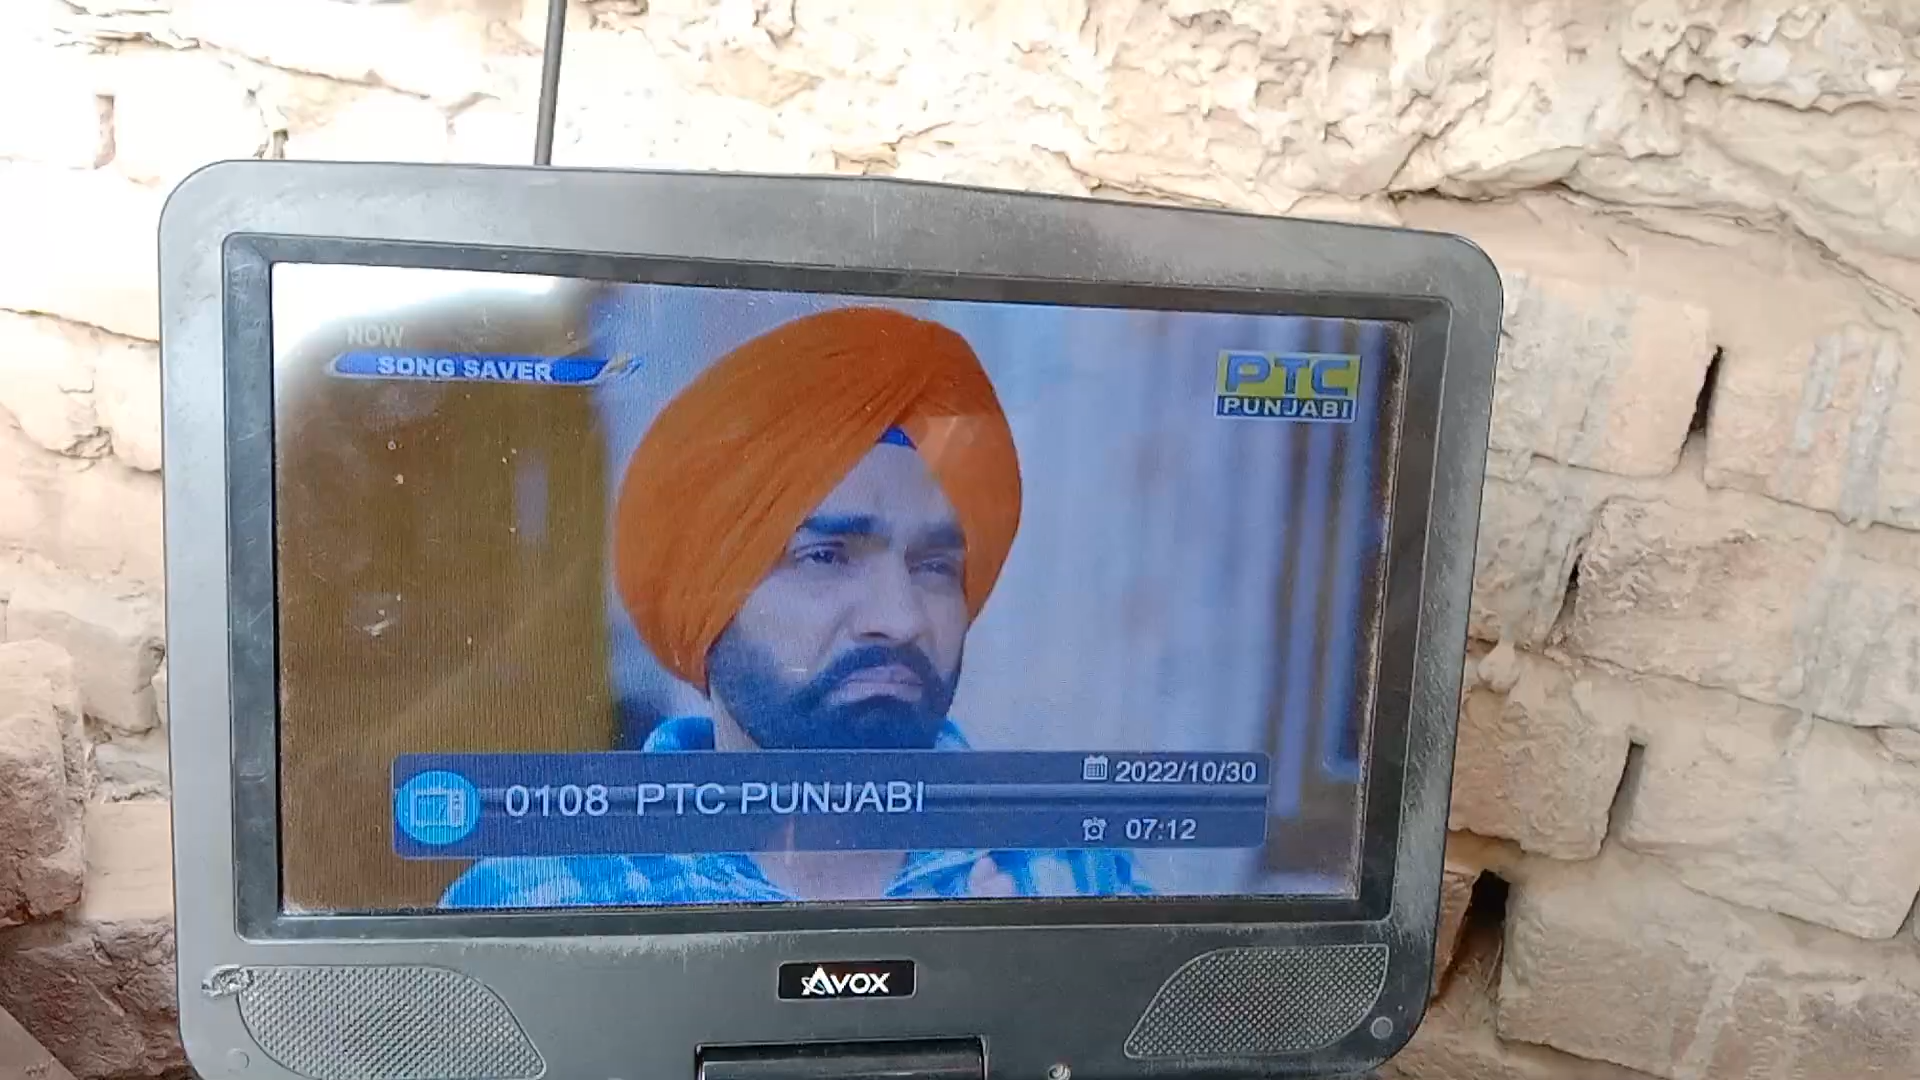 NOW
SONG SAVER
PTC
PUNJABI
0108 PTC PUNJABI
2022/10/30
07:12
AVOX